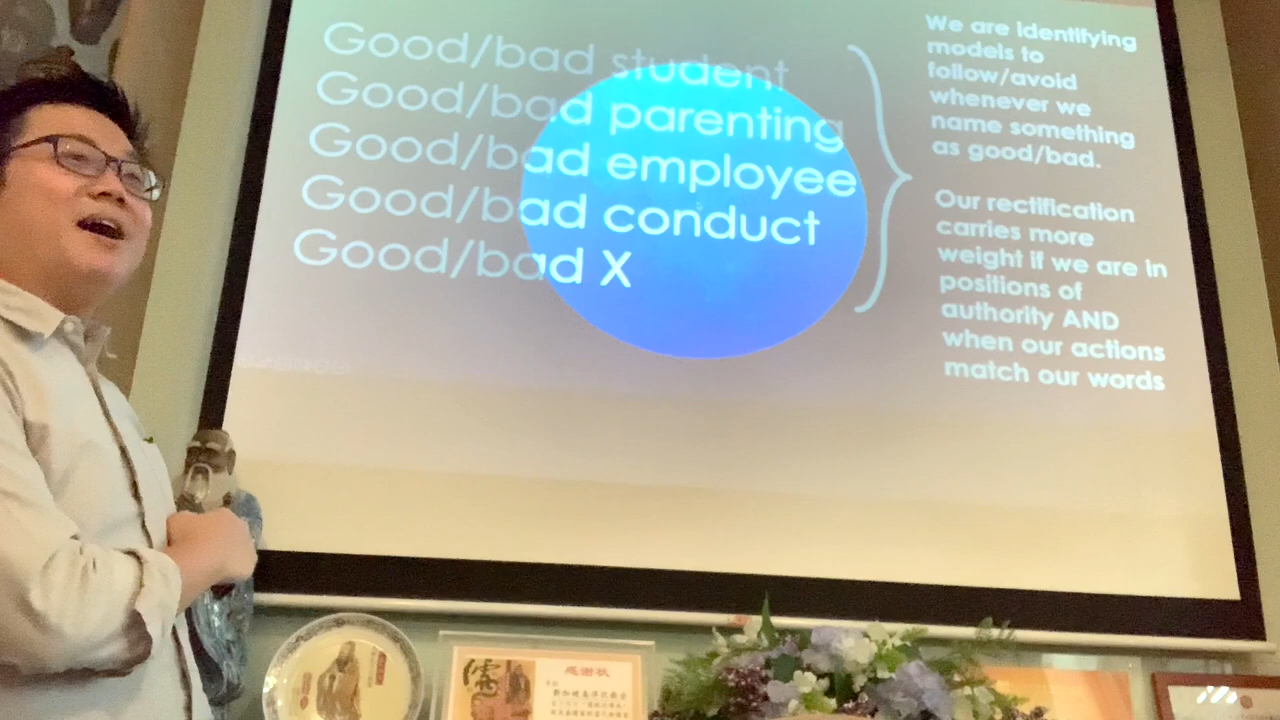 Good/bad student
Good/bad parenting
Good/bad employee
Good/bad conduct
Good/bad X
We are identifying
models to
follow/avoid
whenever we
name something
as good/bad.
Our rectification
carries more
weight if we are in
positions of
authority AND
when our actions
match our words
儒
感谢状